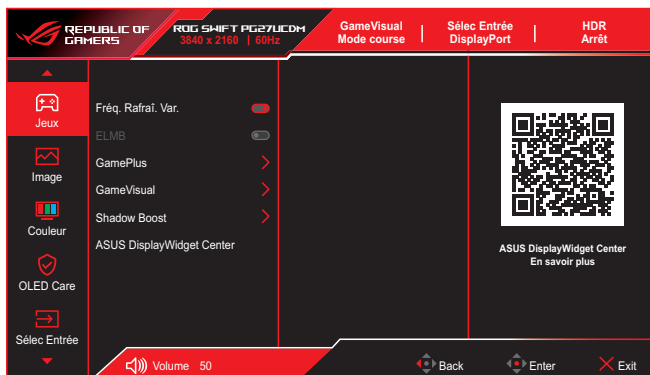 REPUBLIC OF
GAMERS
ROG SWIFT PG27UCDM
3840 x 2160 | 60Hz
GameVisual
Mode course
Sélec Entrée
DisplayPort
HDR
Arrêt
Jeux
Image
Couleur
OLED Care
Sélec Entrée
Fréq. Rafraî. Var.
ELMB
GamePlus
GameVisual
Shadow Boost
ASUS DisplayWidget Center
ASUS DisplayWidget Center
En savoir plus
Volume 50
Back
Enter
Exit